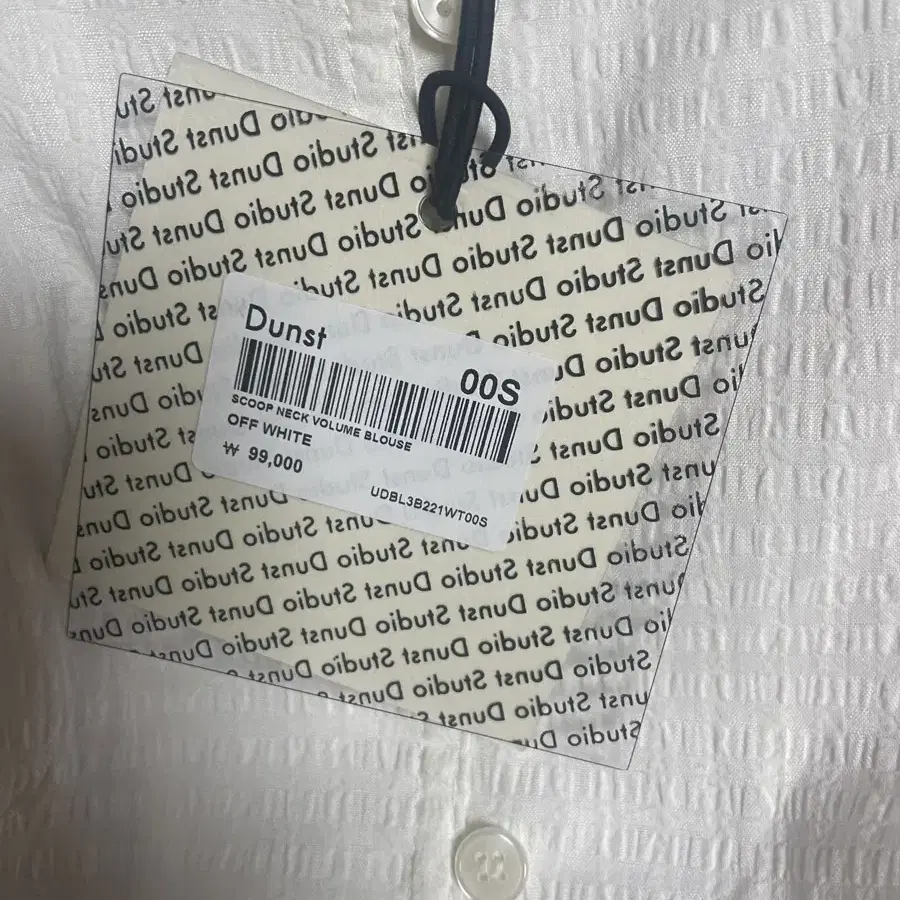 Dunst
00S
SCOOP NECK VOLUME BLOUSE
OFF WHITE
₩ 99,000
UDBL3B221WT00S
Dunst Studio Dunst Studio Dunst Studio